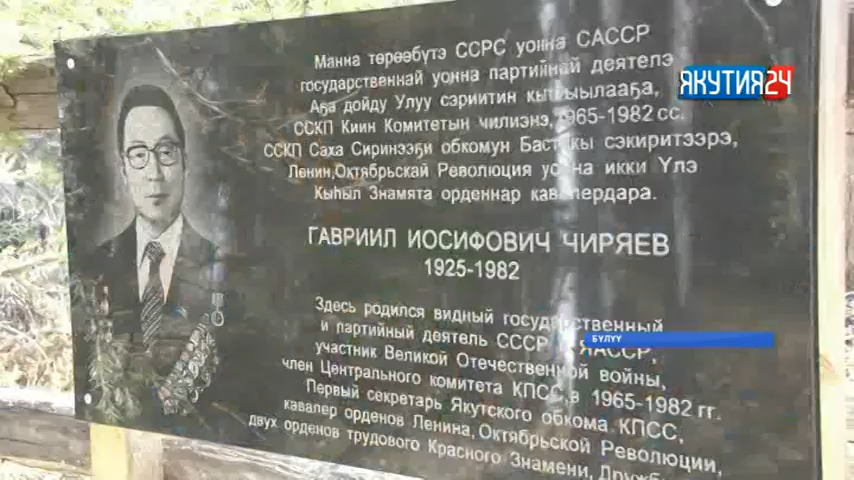 Манна төрөөбүтэ ССРС уонна САССР
государственнай уонна партийнай деятелэ
Аҕа дойду Улуу сэриитин кыттыылааҕа,
ССКП Киин Комитетын чилиэнэ, 1965-1982 сс.
ССКП Саха Сиринээҕи обкомун Бастакы сэкиритээрэ,
Ленин,Октябрьскай Революция уонна икки Үлэ
Кыһыл Знамята орденнар кавалердара.
ГАВРИИЛ ИОСИФОВИЧ ЧИРЯЕВ
1925-1982
Здесь родился видный государственный
и партийный деятель СССР ЯАССР,
участник Великой Отечественной войны,
член Центрального комитета КПСС,в 1965-1982 гг.
Первый секретарь Якутского обкома КПСС,
кавалер орденов Ленина, Октябрьской Революции,
двух орденов трудового Красного Знамени,
ЯКУТИЯ24
БҮЛҮҮ